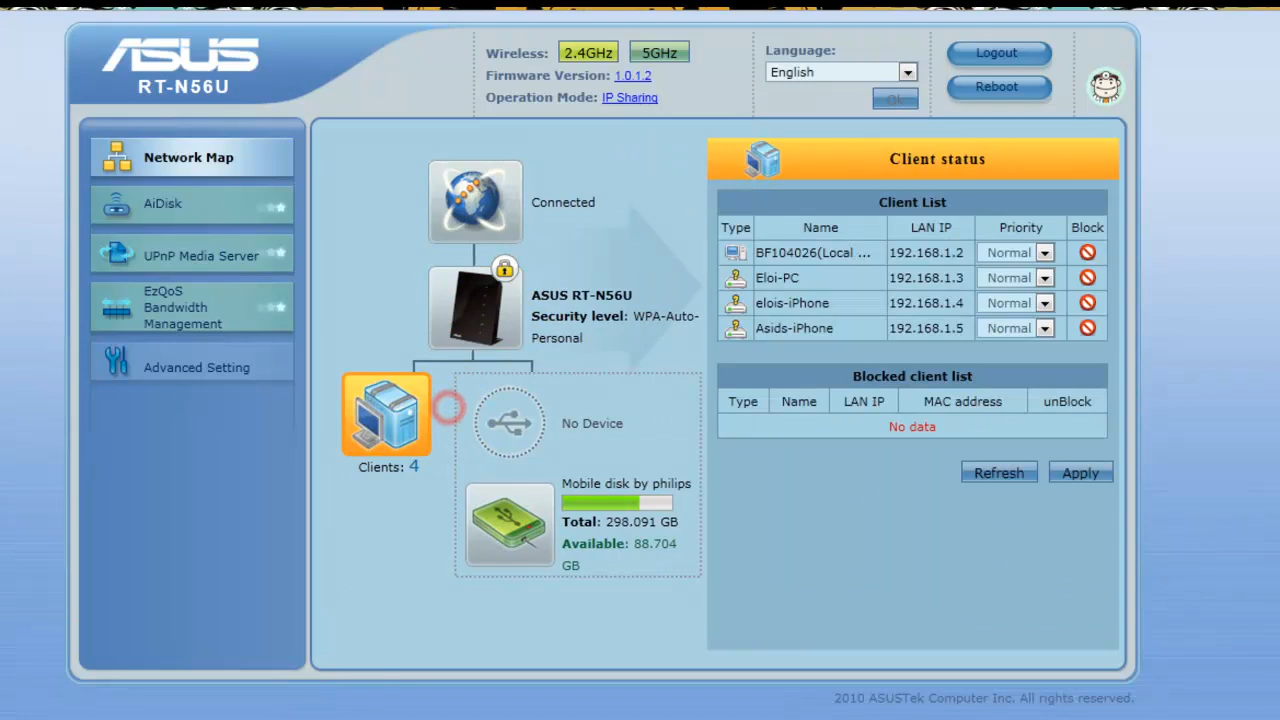 ASUS
RT-N56U
Wireless: 2.4GHz 5GHz
Firmware Version: 1.0.1.2
Operation Mode: IP Sharing
Language:
English
Ok
Logout
Reboot
Network Map
AiDisk
UPnP Media Server
EzQoS
Bandwidth
Management
Advanced Setting
Connected
ASUS RT-N56U
Security level: WPA-Auto-
Personal
Clients: 4
No Device
Mobile disk by philips
Total: 298.091 GB
Available: 88.704
GB
Client status
Client List
Type Name LAN IP Priority Block
BF104026(Local ... 192.168.1.2 Normal
Eloi-PC 192.168.1.3 Normal
elois-iPhone 192.168.1.4 Normal
Asids-iPhone 192.168.1.5 Normal
Blocked client list
Type Name LAN IP MAC address unBlock
No data
Refresh Apply
2010 ASUSTek Computer Inc. All rights reserved.